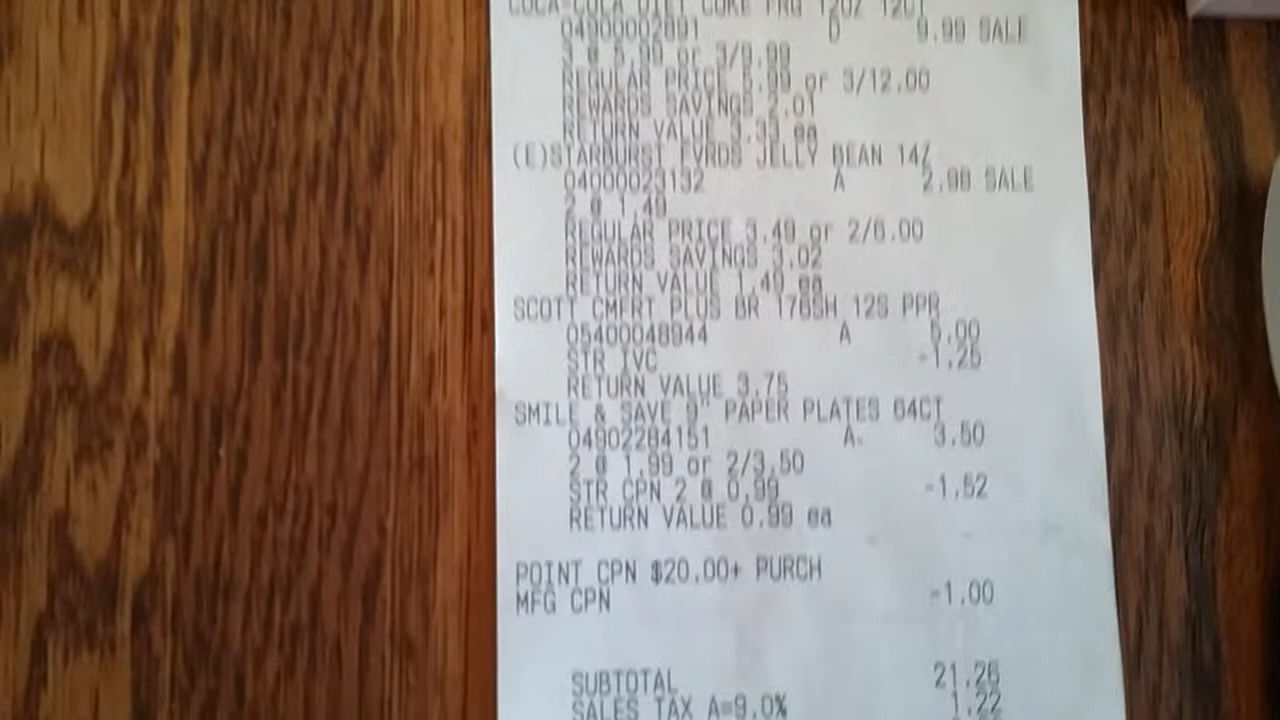 COCA-COLA DIET COKE FRG 12OZ 12CT
04900002891 D 9.99 SALE
3 @ 5.99 or 3/9.99
REGULAR PRICE 5.99 or 3/12.00
REWARDS SAVINGS 2.01
RETURN VALUE 3.33 ea
(E)STARBURST FVRDS JELLY BEAN 14Z
04000023132 A 2.98 SALE
2 @ 1.49
REGULAR PRICE 3.49 or 2/6.00
REWARDS SAVINGS 3.02
RETURN VALUE 1.49 ea
SCOTT CMFRT PLUS BR 176SH 12S PPR
05400048944 A 5.00
STR IVC -1.25
RETURN VALUE 3.75
SMILE & SAVE 9" PAPER PLATES 64CT
04902284151 A 3.50
2 @ 1.99 or 2/3.50
STR CPN 2 @ 0.99 -1.52
RETURN VALUE 0.99 ea
POINT CPN $20.00+ PURCH
MFG CPN -1.00
SUBTOTAL 21.26
SALES TAX A=9.0% 1.22